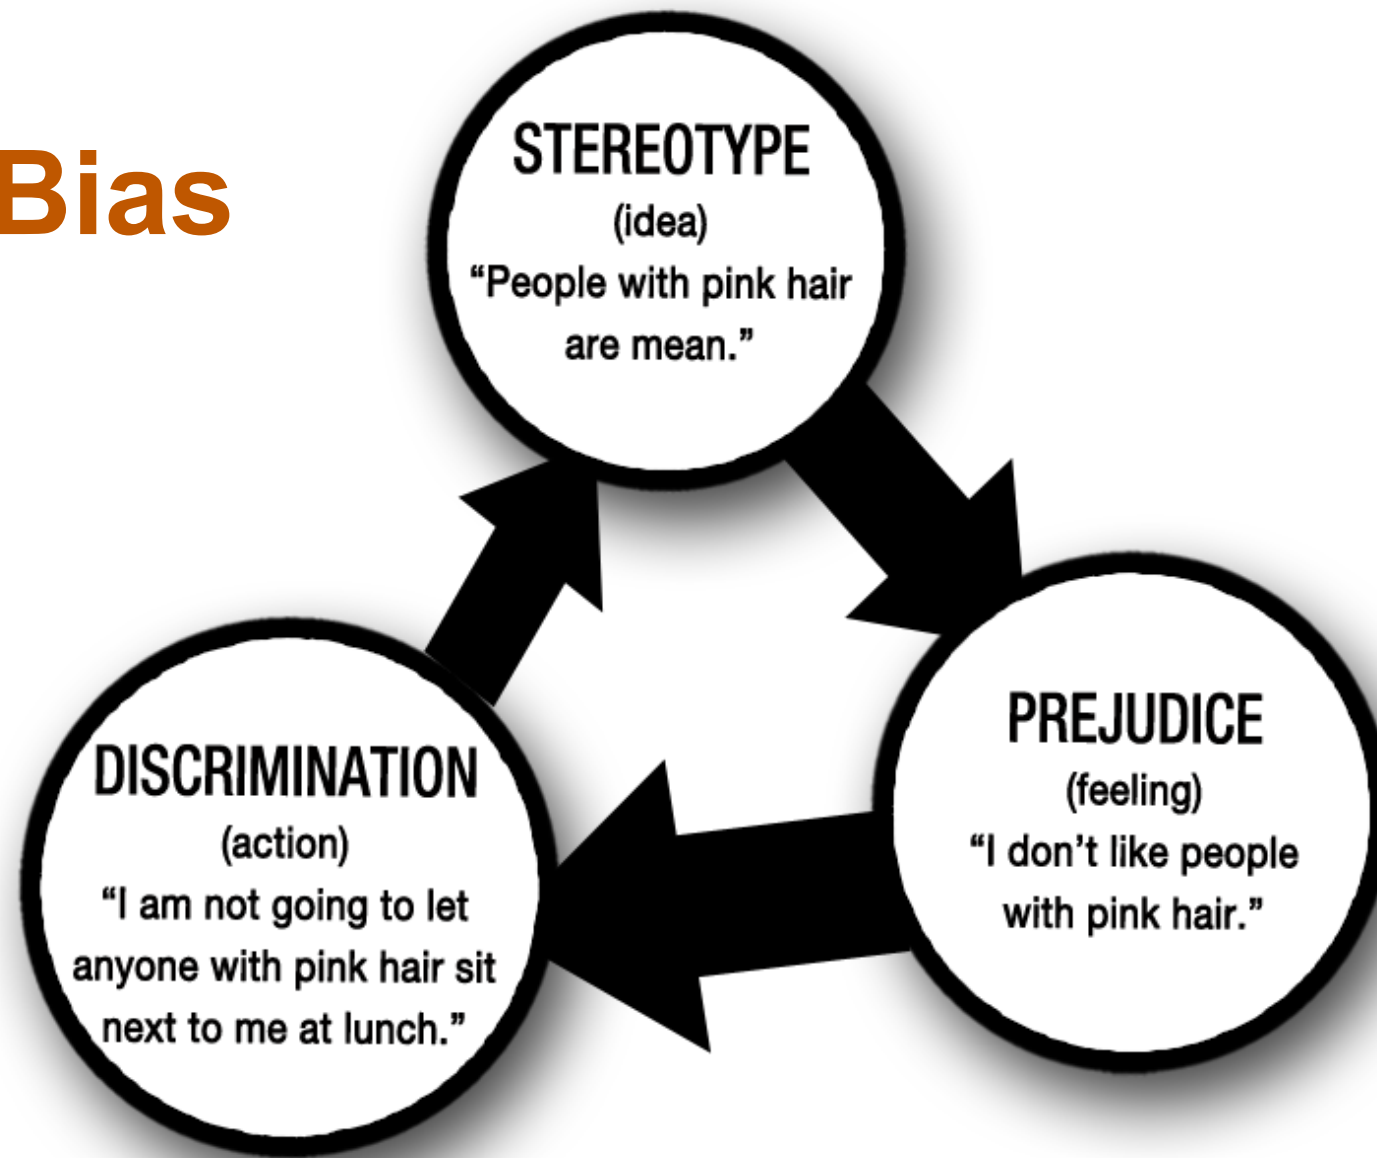 Bias
STEREOTYPE
(idea)
“People with pink hair
are mean.”
PREJUDICE
(feeling)
“I don’t like people
with pink hair.”
DISCRIMINATION
(action)
“I am not going to let
anyone with pink hair sit
next to me at lunch.”